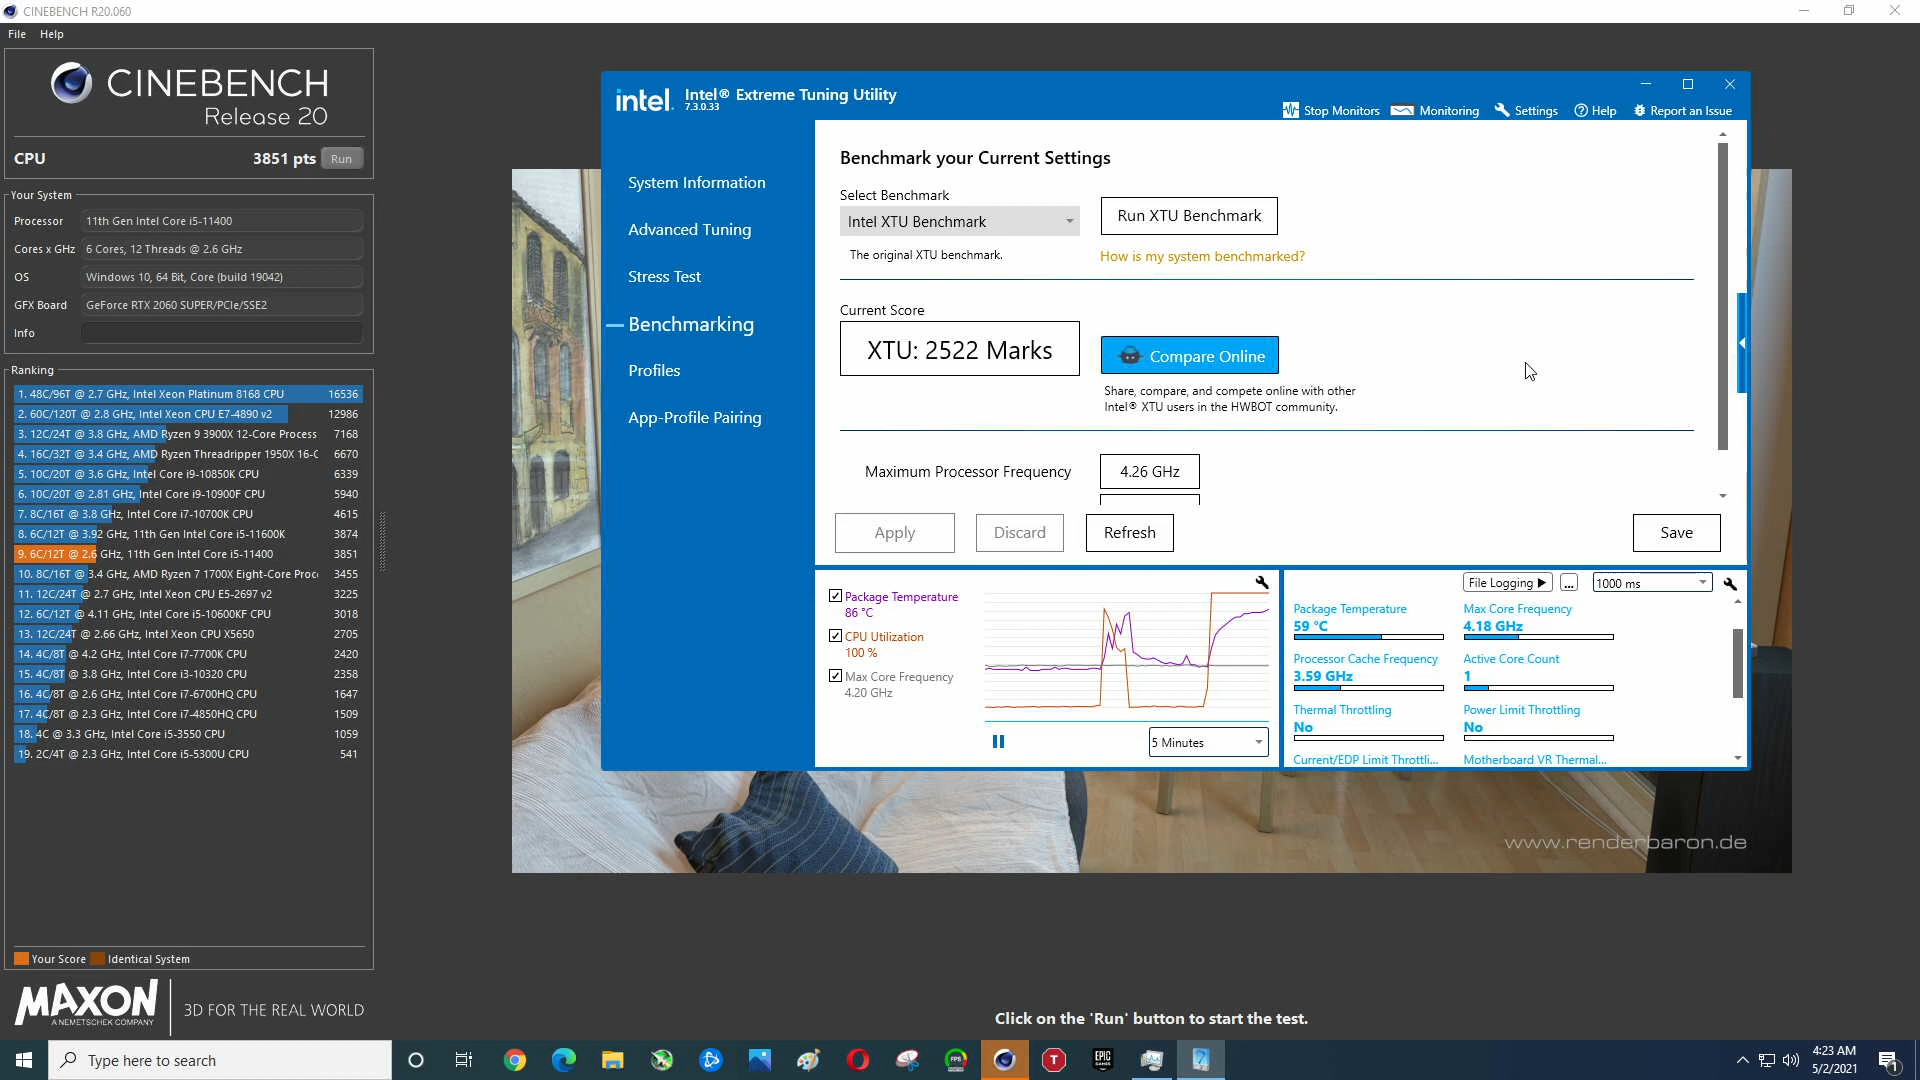 CINEBENCH R20.060
File Help
CINEBENCH
Release 20
CPU 3851 pts Run
Your System
Processor 11th Gen Intel Core i5-11400
Cores x GHz 6 Cores, 12 Threads @ 2.6 GHz
OS Windows 10, 64 Bit, Core (build 19042)
GFX Board GeForce RTX 2060 SUPER/PCIe/SSE2
Info
Ranking
1. 48C/96T @ 2.7 GHz, Intel Xeon Platinum 8168 CPU 16536
2. 60C/120T @ 2.8 GHz, Intel Xeon CPU E7-4890 v2 12986
3. 12C/24T @ 3.8 GHz, AMD Ryzen 9 3900X 12-Core Process 7168
4. 16C/32T @ 3.4 GHz, AMD Ryzen Threadripper 1950X 16-C 6670
5. 10C/20T @ 3.6 GHz, Intel Core i9-10850K CPU 6339
6. 10C/20T @ 2.81 GHz, Intel Core i9-10900F CPU 5940
7. 8C/16T @ 3.8 GHz, Intel Core i7-10700K CPU 4615
8. 6C/12T @ 3.92 GHz, 11th Gen Intel Core i5-11600K 3874
9. 6C/12T @ 2.6 GHz, 11th Gen Intel Core i5-11400 3851
10. 8C/16T @ 3.4 GHz, AMD Ryzen 7 1700X Eight-Core Proc 3455
11. 12C/24T @ 2.7 GHz, Intel Xeon CPU E5-2697 v2 3225
12. 6C/12T @ 4.11 GHz, Intel Core i5-10600KF CPU 3018
13. 12C/24T @ 2.66 GHz, Intel Xeon CPU X5650 2705
14. 4C/8T @ 4.2 GHz, Intel Core i7-7700K CPU 2420
15. 4C/8T @ 3.8 GHz, Intel Core i3-10320 CPU 2358
16. 4C/8T @ 2.6 GHz, Intel Core i7-6700HQ CPU 1647
17. 4C/8T @ 2.3 GHz, Intel Core i7-4850HQ CPU 1509
18. 4C @ 3.3 GHz, Intel Core i5-3550 CPU 1059
19. 2C/4T @ 2.3 GHz, Intel Core i5-5300U CPU 541
Your Score Identical System
MAXON
A NEMETSCHEK COMPANY
3D FOR THE REAL WORLD
intel. Intel® Extreme Tuning Utility
7.3.0.33
Stop Monitors Monitoring Settings Help Report an Issue
System Information
Advanced Tuning
Stress Test
Benchmarking
Profiles
App-Profile Pairing
Benchmark your Current Settings
Select Benchmark
Intel XTU Benchmark Run XTU Benchmark
The original XTU benchmark. How is my system benchmarked?
Current Score
XTU: 2522 Marks Compare Online
Share, compare, and compete online with other
Intel® XTU users in the HWBOT community.
Maximum Processor Frequency 4.26 GHz
Apply Discard Refresh Save
Package Temperature
86 °C
CPU Utilization
100 %
Max Core Frequency
4.20 GHz
5 Minutes
File Logging ... 1000 ms
Package Temperature Max Core Frequency
59 °C 4.18 GHz
Processor Cache Frequency Active Core Count
3.59 GHz 1
Thermal Throttling Power Limit Throttling
No No
Current/EDP Limit Throttli... Motherboard VR Thermal...
www.renderbaron.de
Click on the 'Run' button to start the test.
Type here to search
FPS
T
EPIC
GAMES
4:23 AM
5/2/2021
1